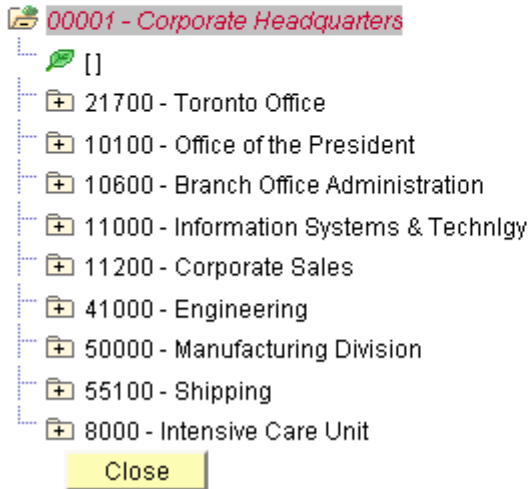 00001 - Corporate Headquarters
[]
21700 - Toronto Office
10100 - Office of the President
10600 - Branch Office Administration
11000 - Information Systems & Technlgy
11200 - Corporate Sales
41000 - Engineering
50000 - Manufacturing Division
55100 - Shipping
8000 - Intensive Care Unit
Close